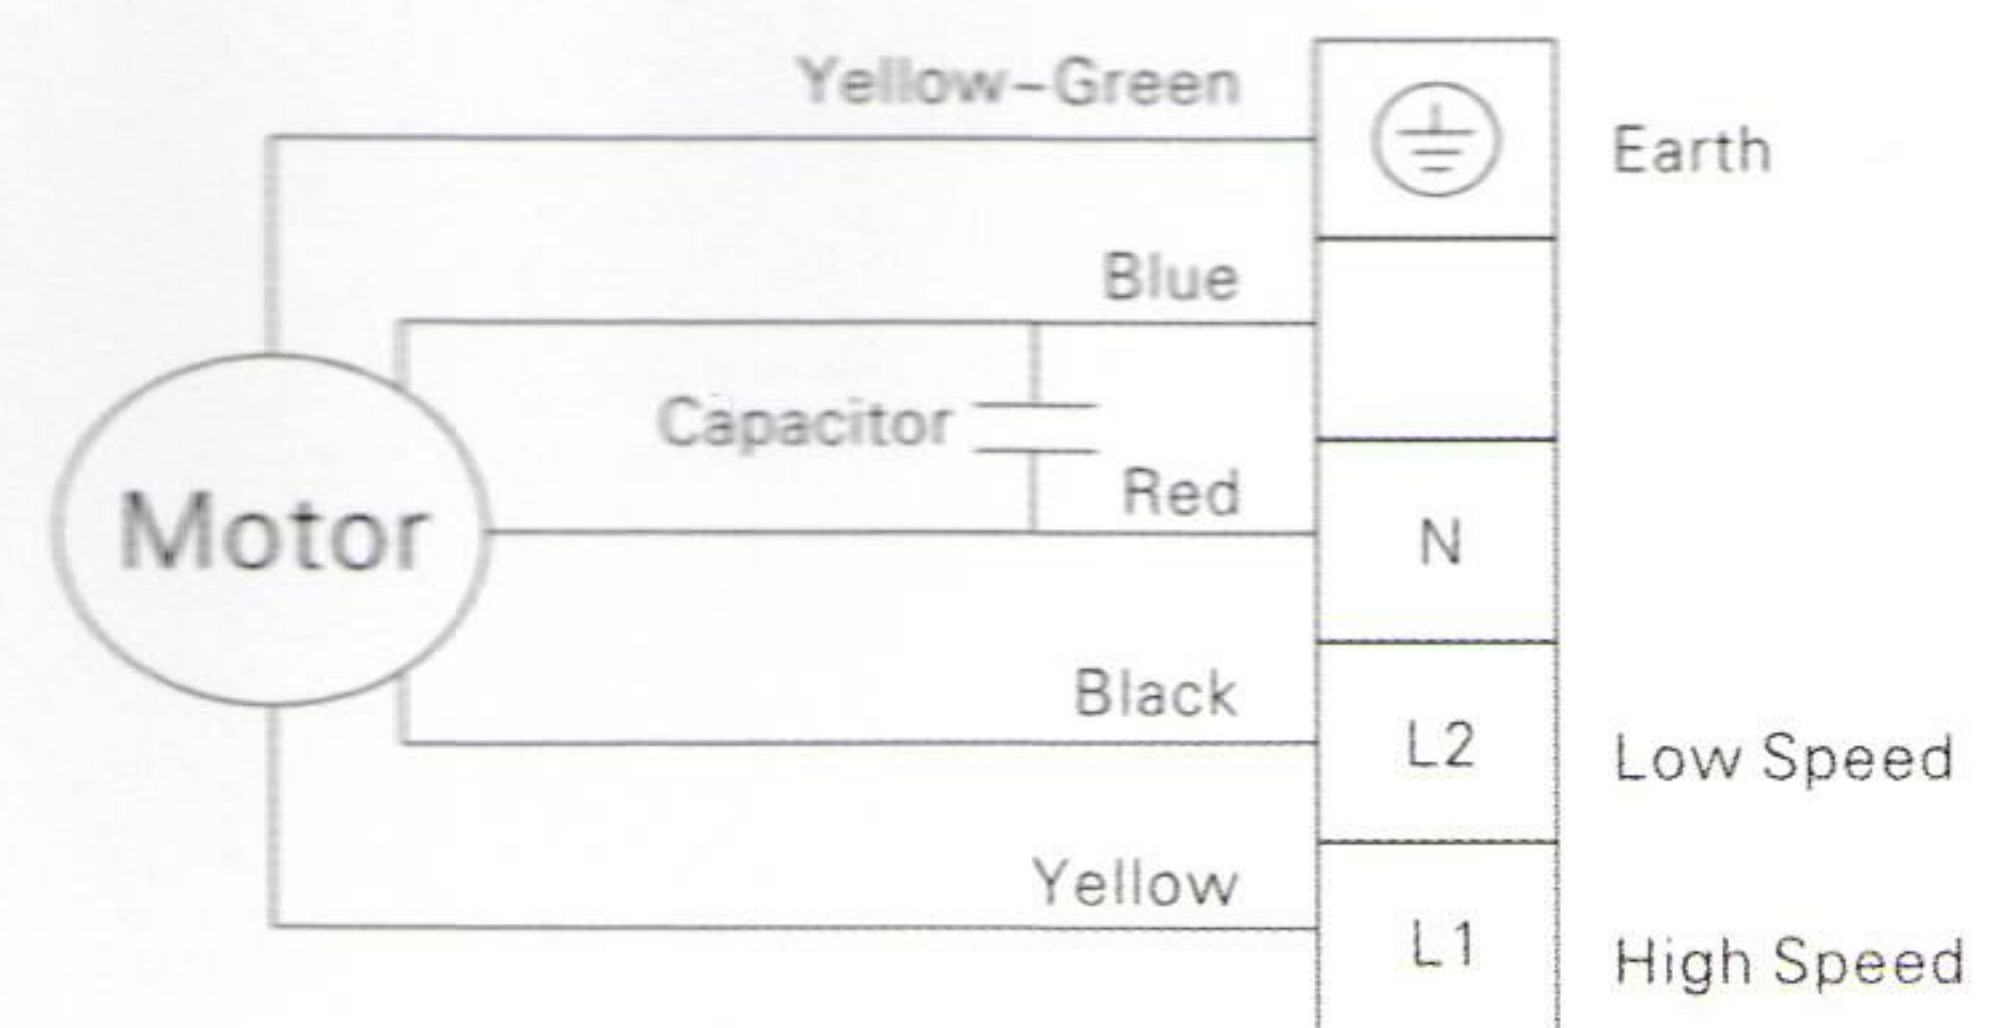 Yellow-Green
Earth
Blue
Capacitor
Red
Motor
N
Black
L2
Low Speed
Yellow
L1
High Speed